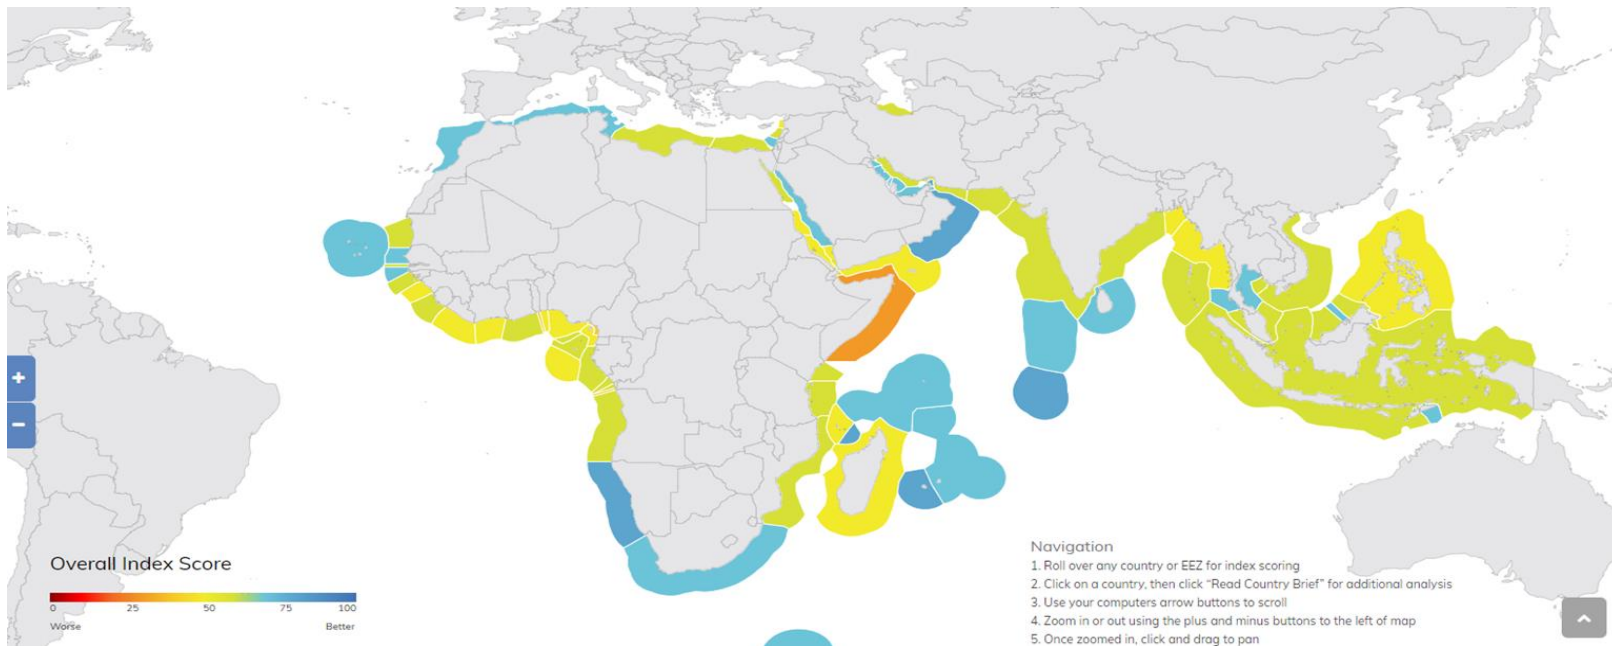 +
−
Overall Index Score
0 25 50 75 100
Worse Better
Navigation
1. Roll over any country or EEZ for index scoring
2. Click on a country, then click “Read Country Brief” for additional analysis
3. Use your computers arrow buttons to scroll
4. Zoom in or out using the plus and minus buttons to the left of map
5. Once zoomed in, click and drag to pan